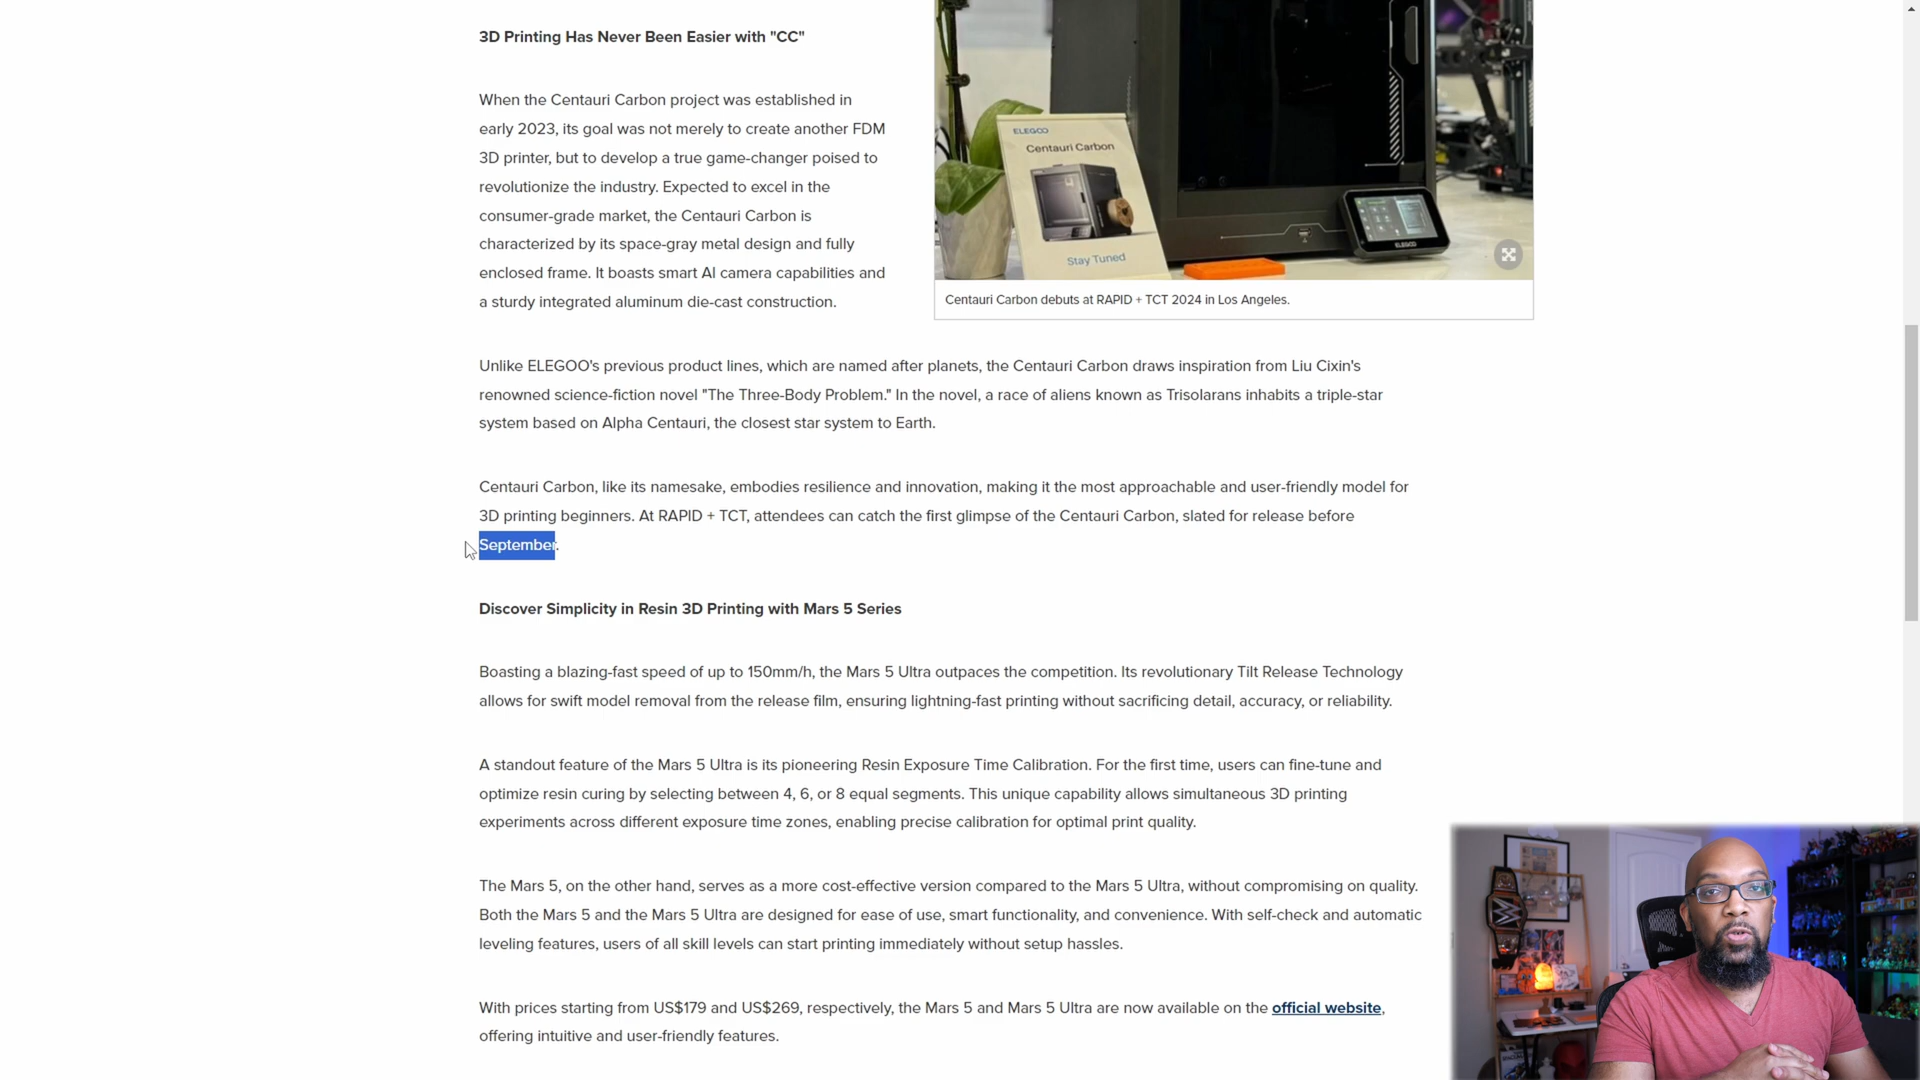 3D Printing Has Never Been Easier with "CC"
When the Centauri Carbon project was established in
early 2023, its goal was not merely to create another FDM
3D printer, but to develop a true game-changer poised to
revolutionize the industry. Expected to excel in the
consumer-grade market, the Centauri Carbon is
characterized by its space-gray metal design and fully
enclosed frame. It boasts smart AI camera capabilities and
a sturdy integrated aluminum die-cast construction.
ELEGOO
Centauri Carbon
Stay Tuned
ELEGOO
Centauri Carbon debuts at RAPID + TCT 2024 in Los Angeles.
Unlike ELEGOO's previous product lines, which are named after planets, the Centauri Carbon draws inspiration from Liu Cixin's
renowned science-fiction novel "The Three-Body Problem." In the novel, a race of aliens known as Trisolarans inhabits a triple-star
system based on Alpha Centauri, the closest star system to Earth.
Centauri Carbon, like its namesake, embodies resilience and innovation, making it the most approachable and user-friendly model for
3D printing beginners. At RAPID + TCT, attendees can catch the first glimpse of the Centauri Carbon, slated for release before
September.
Discover Simplicity in Resin 3D Printing with Mars 5 Series
Boasting a blazing-fast speed of up to 150mm/h, the Mars 5 Ultra outpaces the competition. Its revolutionary Tilt Release Technology
allows for swift model removal from the release film, ensuring lightning-fast printing without sacrificing detail, accuracy, or reliability.
A standout feature of the Mars 5 Ultra is its pioneering Resin Exposure Time Calibration. For the first time, users can fine-tune and
optimize resin curing by selecting between 4, 6, or 8 equal segments. This unique capability allows simultaneous 3D printing
experiments across different exposure time zones, enabling precise calibration for optimal print quality.
The Mars 5, on the other hand, serves as a more cost-effective version compared to the Mars 5 Ultra, without compromising on quality.
Both the Mars 5 and the Mars 5 Ultra are designed for ease of use, smart functionality, and convenience. With self-check and automatic
leveling features, users of all skill levels can start printing immediately without setup hassles.
With prices starting from US$179 and US$269, respectively, the Mars 5 and Mars 5 Ultra are now available on the official website,
offering intuitive and user-friendly features.